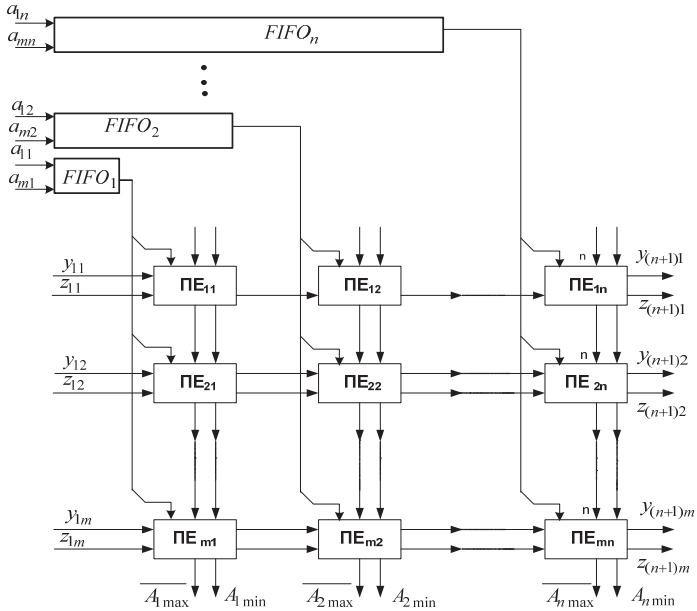 a1n
amn
FIFOn
a12
am2
FIFO2
a11
am1
FIFO1
n
y11
z11
ПЕ11
ПЕ12
ПЕ1n
y(n+1)1
z(n+1)1
n
y12
z12
ПЕ21
ПЕ22
ПЕ2n
y(n+1)2
z(n+1)2
n
y1m
z1m
ПЕm1
ПЕm2
ПЕmn
y(n+1)m
z(n+1)m
A1max A1min A2max A2min Anmax Anmin